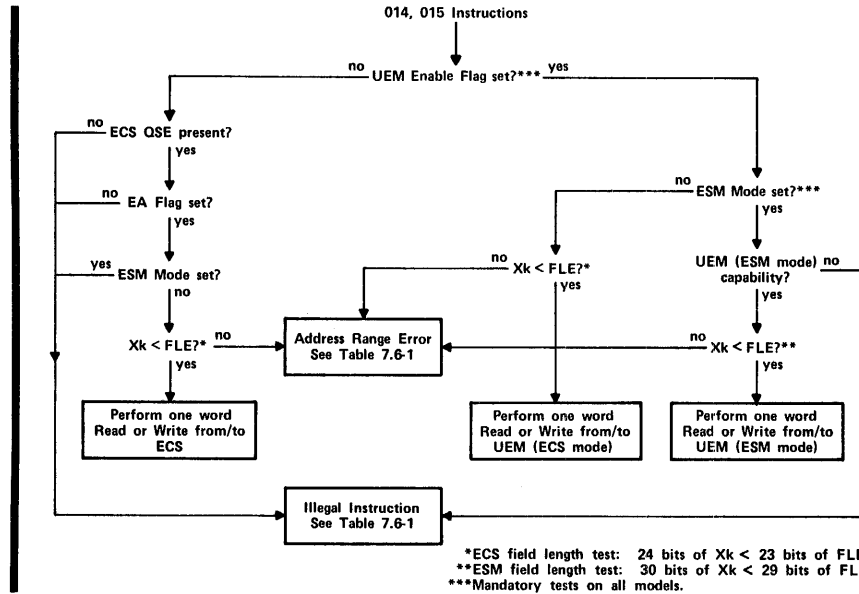 014, 015 Instructions
no
UEM Enable Flag set?***
yes
no
ECS QSE present?
yes
no
EA Flag set?
yes
yes
ESM Mode set?
no
Xk < FLE?*
no
yes
Perform one word
Read or Write from/to
ECS
no
ESM Mode set?***
yes
no
Xk < FLE?*
yes
UEM (ESM mode)
capability?
no
yes
no
Xk < FLE?**
yes
Address Range Error
See Table 7.6-1
Perform one word
Read or Write from/to
UEM (ECS mode)
Perform one word
Read or Write from/to
UEM (ESM mode)
Illegal Instruction
See Table 7.6-1
*ECS field length test: 24 bits of Xk < 23 bits of FLE
**ESM field length test: 30 bits of Xk < 29 bits of FL
***Mandatory tests on all models.